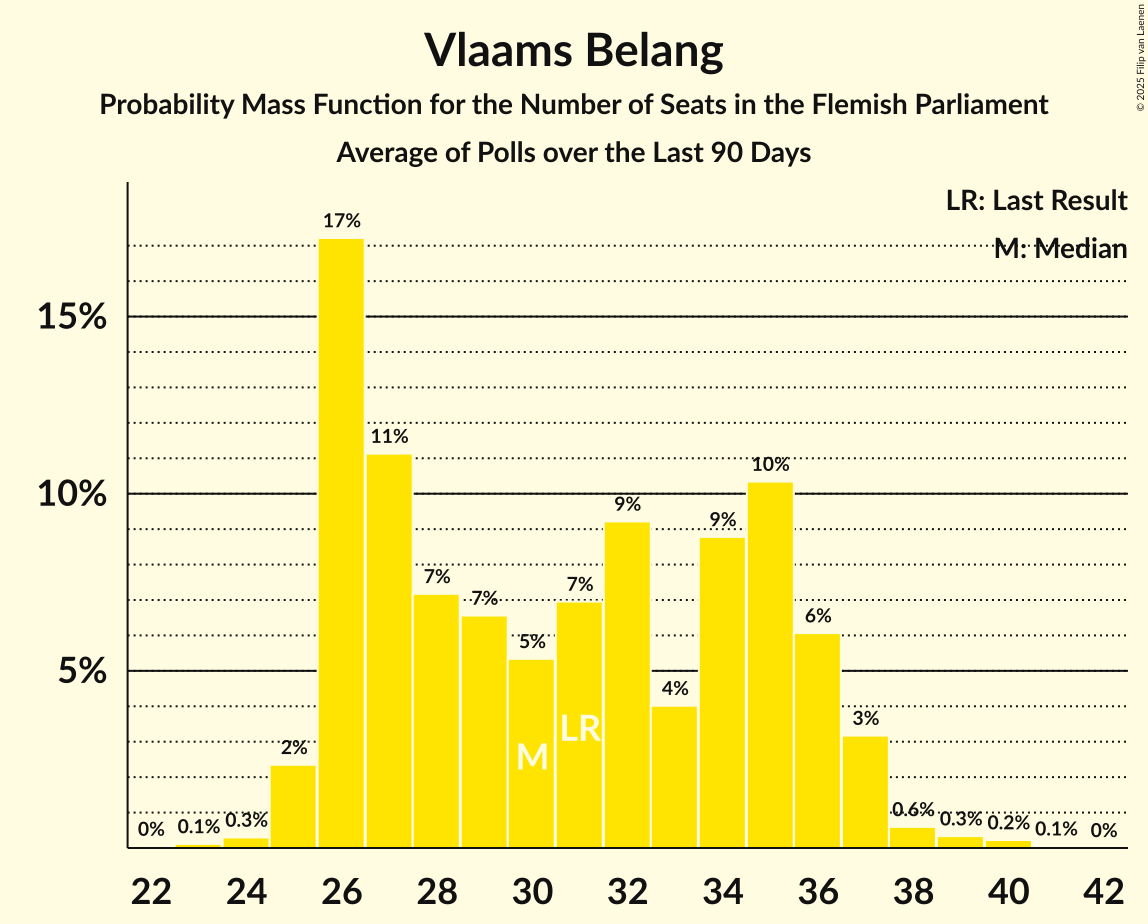 Vlaams Belang
Probability Mass Function for the Number of Seats in the Flemish Parliament
Average of Polls over the Last 90 Days
© 2025 Filip van Laenen
LR: Last Result
M: Median
15%
10%
5%
0%
0.1%
0.3%
2%
17%
11%
7%
7%
5%
7%
9%
4%
9%
10%
6%
3%
0.6%
0.3%
0.2%
0.1%
0%
M
LR
22 24 26 28 30 32 34 36 38 40 42